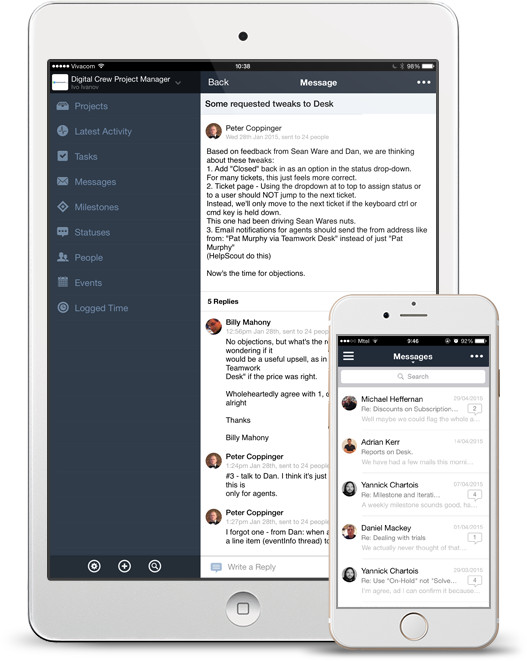 Vivacom 10:38 98%
Digital Crew Project Manager
Ivo Ivanov
Projects
Latest Activity
Tasks
Messages
Milestones
Statuses
People
Events
Logged Time
Back Message
Some requested tweaks to Desk
Peter Coppinger
Wed 28th Jan 2015, sent to 24 people
Based on feedback from Sean Ware and Dan, we are thinking
about these tweaks:
1. Add "Closed" back in as an option in the status drop-down.
For many tickets, this just feels more correct.
2. Ticket page - Using the dropdown at to top to assign status or
to a user should NOT jump to the next ticket.
Instead, we'll only move to the next ticket if the keyboard ctrl or
cmd key is held down.
This one had been driving Sean Wares nuts.
3. Email notifications for agents should send the from address like
from: "Pat Murphy via Teamwork Desk" instead of just "Pat
Murphy"
(HelpScout do this)
Now's the time for objections.
5 Replies
Billy Mahony
12:56pm Jan 28th, sent to 24 peop
No objections, but what's the r
wondering if it
would be a useful upsell, as in
Teamwork
Desk" if the price was right.
Wholeheartedly agree with 1,
alright
Thanks
Billy Mahony
Peter Coppinger
1:24pm Jan 28th, sent to 24 people
#3 - talk to Dan. I think it's just
this is
only for agents.
Peter Coppinger
1:27pm Jan 28th, sent to 24 people
I forgot one - from Dan: when a
a line item (eventInfo thread) to
Write a Reply
Mtel 9:46 92%
Messages
Search
Michael Heffernan 29/04/2015
Re: Discounts on Subscription... 2
Well maybe we could flag the whole a...
Adrian Kerr 14/04/2015
Reports on Desk.
We have had a few mails this morni...
Yannick Chartois 07/04/2015
Re: Milestone and Iterati... 4
A weekly milestone sounds good, ha...
Daniel Mackey 01/04/2015
Re: Dealing with trials 1
We actually never thought of that...
Yannick Chartois 29/03/2015
Re: Use "On-Hold" not "Solve... 4
I'm agree, ad i can confirm it because...